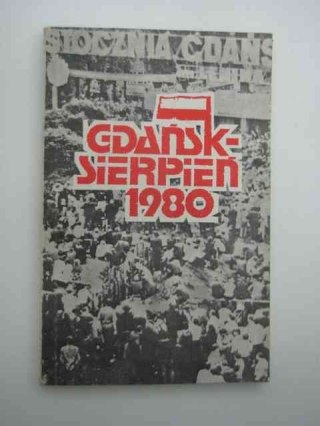 STOCZNIA GDAŃS
GDAŃSK-
SIERPIEŃ
1980